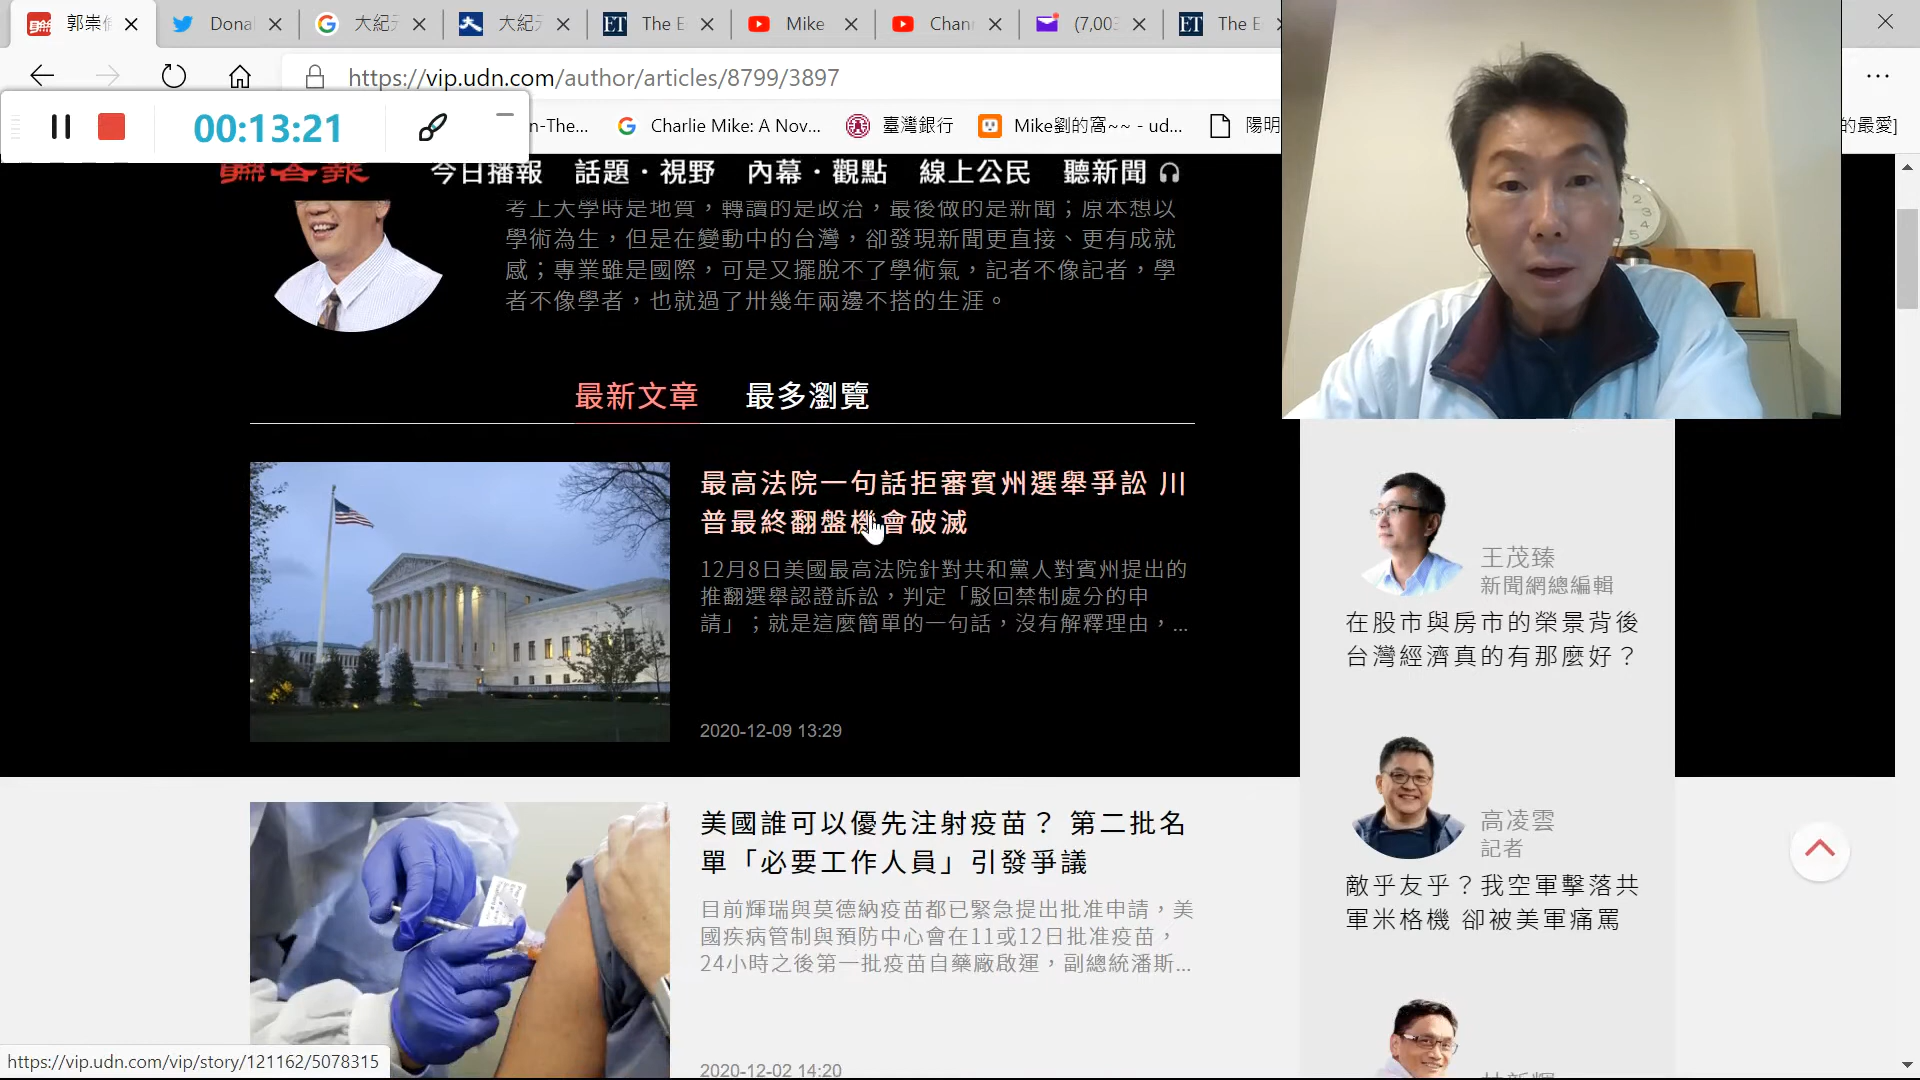 郭崇倫
Dona
大紀元
大紀元
The E
Mike
Chan
(7,003
The E
https://vip.udn.com/author/articles/8799/3897
00:13:21
n-The...
Charlie Mike: A Nov...
臺灣銀行
Mike劉的窩~~ - ud...
陽明
的最愛]
聯合報
今日播報
話題・視野
內幕・觀點
線上公民
聽新聞
考上大學時是地質，轉讀的是政治，最後做的是新聞；原本想以
學術為生，但是在變動中的台灣，卻發現新聞更直接、更有成就
感；專業雖是國際，可是又擺脫不了學術氣，記者不像記者，學
者不像學者，也就過了卅幾年兩邊不搭的生涯。
最新文章
最多瀏覽
最高法院一句話拒審賓州選舉爭訟 川
普最終翻盤機會破滅
12月8日美國最高法院針對共和黨人對賓州提出的
推翻選舉認證訴訟，判定「駁回禁制處分的申
請」；就是這麼簡單的一句話，沒有解釋理由，...
2020-12-09 13:29
美國誰可以優先注射疫苗？ 第二批名
單「必要工作人員」引發爭議
目前輝瑞與莫德納疫苗都已緊急提出批准申請，美
國疾病管制與預防中心會在11或12日批准疫苗，
24小時之後第一批疫苗自藥廠啟運，副總統潘斯...
2020-12-02 14:20
王茂臻
新聞網總編輯
在股市與房市的榮景背後
台灣經濟真的有那麼好？
高凌雲
記者
敵乎友乎？我空軍擊落共
軍米格機 卻被美軍痛罵
https://vip.udn.com/vip/story/121162/5078315